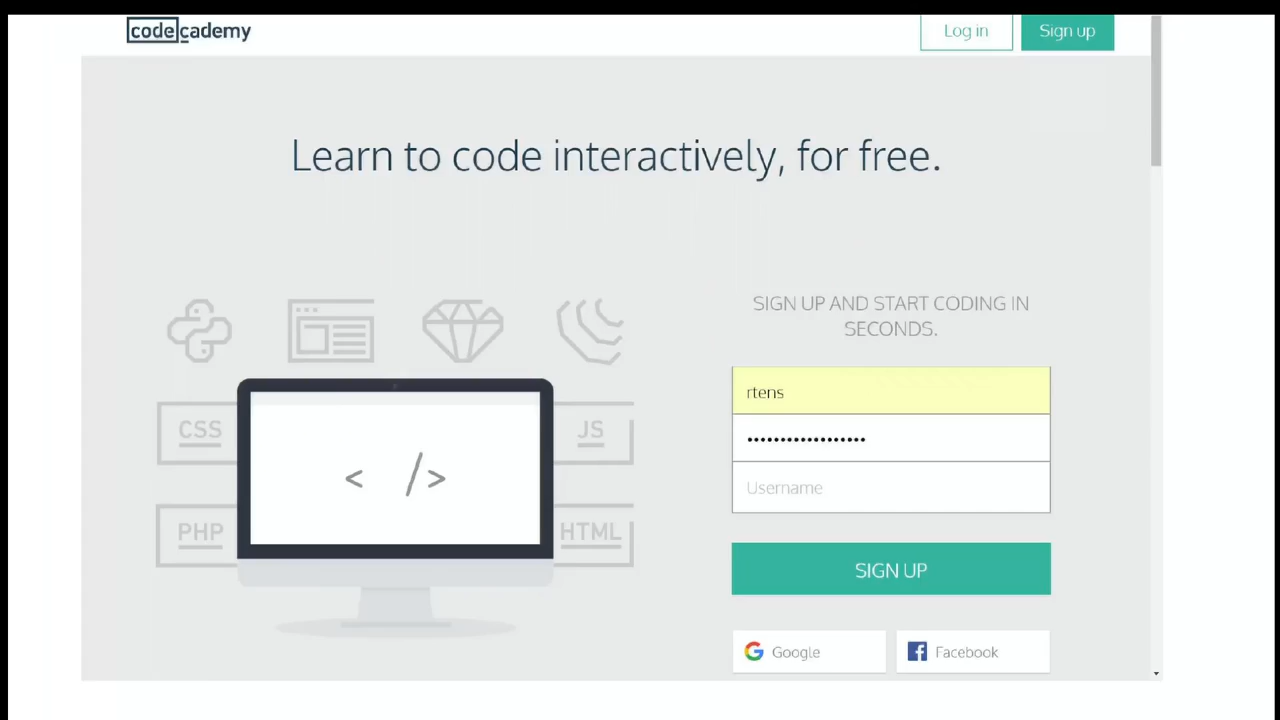 codecademy
Log in
Sign up
Learn to code interactively, for free.
SIGN UP AND START CODING IN
SECONDS.
rtens
••••••••••••••••••
Username
CSS
JS
< />
PHP
HTML
SIGN UP
Google
Facebook